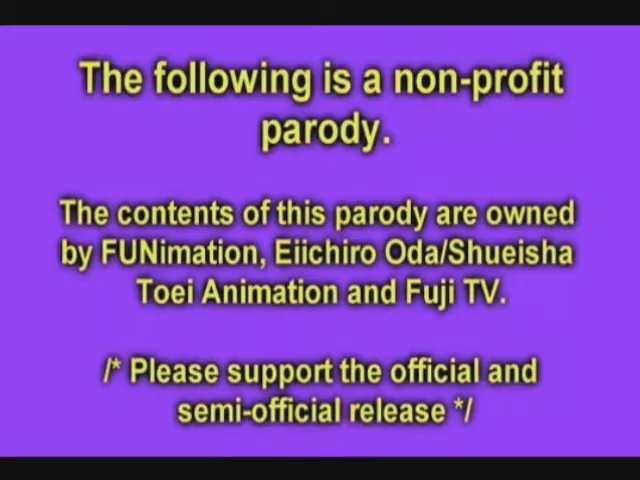 The following is a non-profit
parody.
The contents of this parody are owned
by FUNimation, Eiichiro Oda/Shueisha
Toei Animation and Fuji TV.
/* Please support the official and
semi-official release */